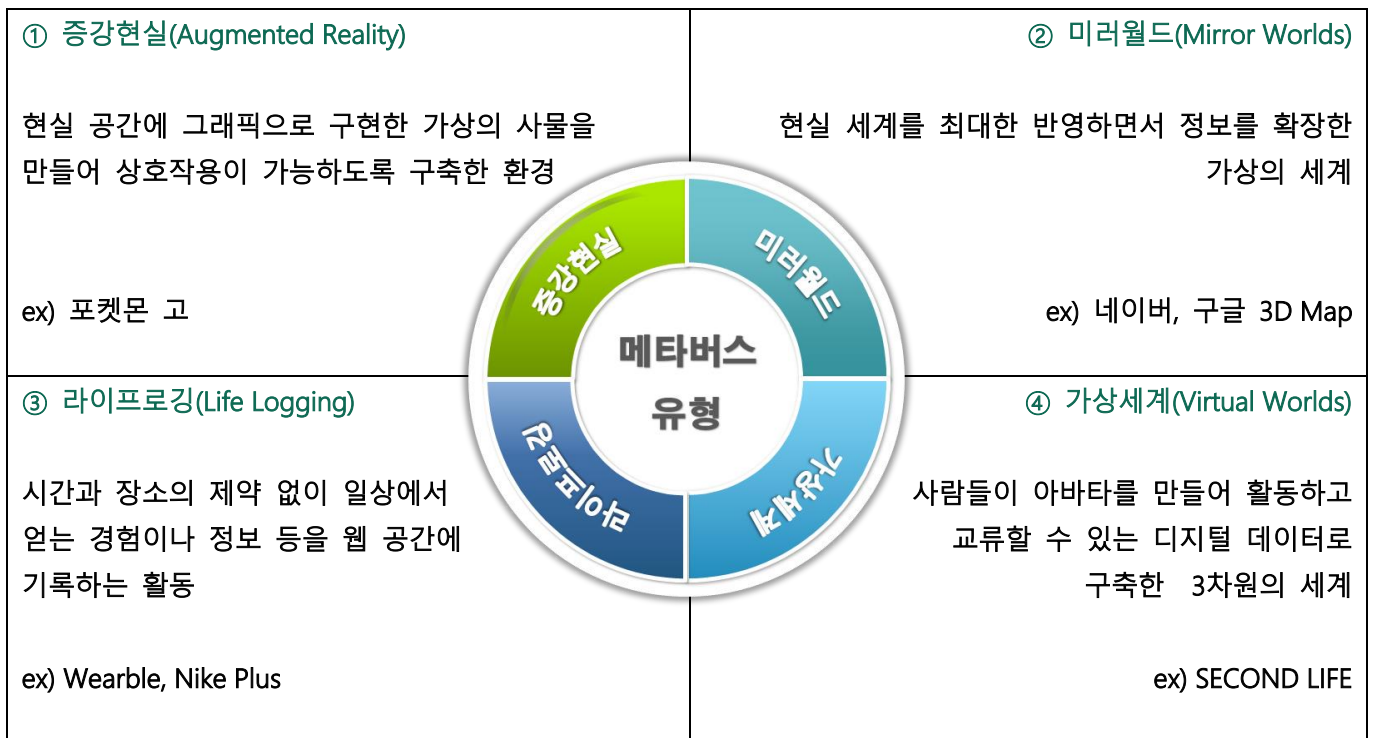 ① 증강현실(Augmented Reality)
현실 공간에 그래픽으로 구현한 가상의 사물을
만들어 상호작용이 가능하도록 구축한 환경
ex) 포켓몬 고
② 미러월드(Mirror Worlds)
현실 세계를 최대한 반영하면서 정보를 확장한
가상의 세계
ex) 네이버, 구글 3D Map
증강현실
미러월드
메타버스
유형
라이프로깅
가상세계
③ 라이프로깅(Life Logging)
시간과 장소의 제약 없이 일상에서
얻는 경험이나 정보 등을 웹 공간에
기록하는 활동
ex) Wearble, Nike Plus
④ 가상세계(Virtual Worlds)
사람들이 아바타를 만들어 활동하고
교류할 수 있는 디지털 데이터로
구축한 3차원의 세계
ex) SECOND LIFE